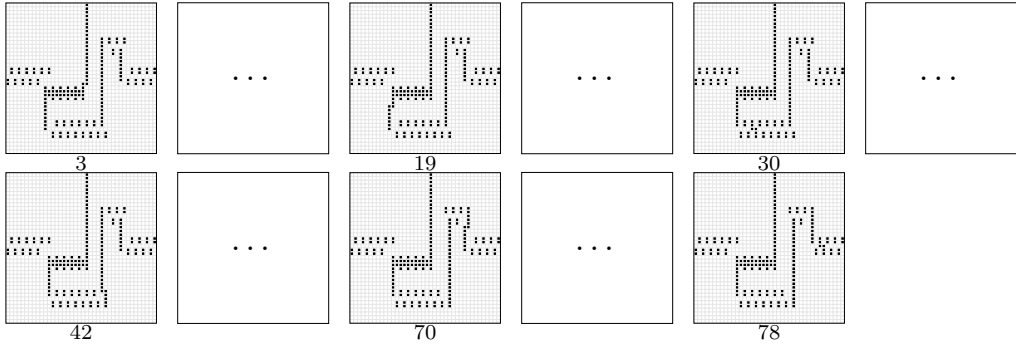 . . . . . . . . .
3 19 30
. . . . . .
42 70 78